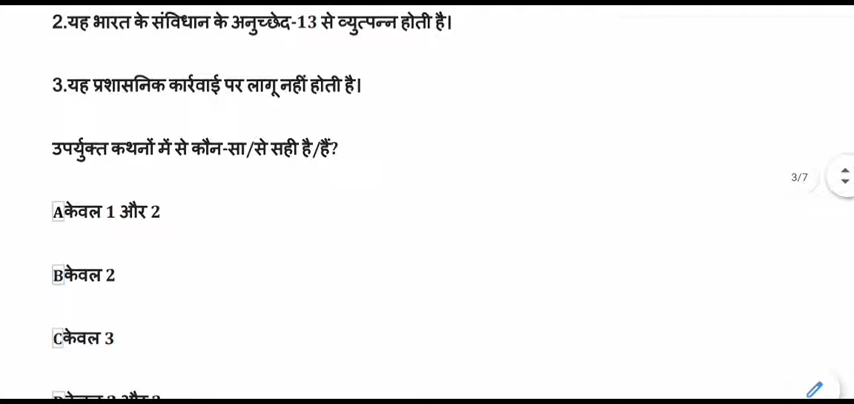 2.यह भारत के संविधान के अनुच्छेद-13 से व्युत्पन्न होती है।
3.यह प्रशासनिक कार्रवाई पर लागू नहीं होती है।
उपर्युक्त कथनों में से कौन-सा/से सही है/हैं?
3/7
Aकेवल 1 और 2
Bकेवल 2
Cकेवल 3